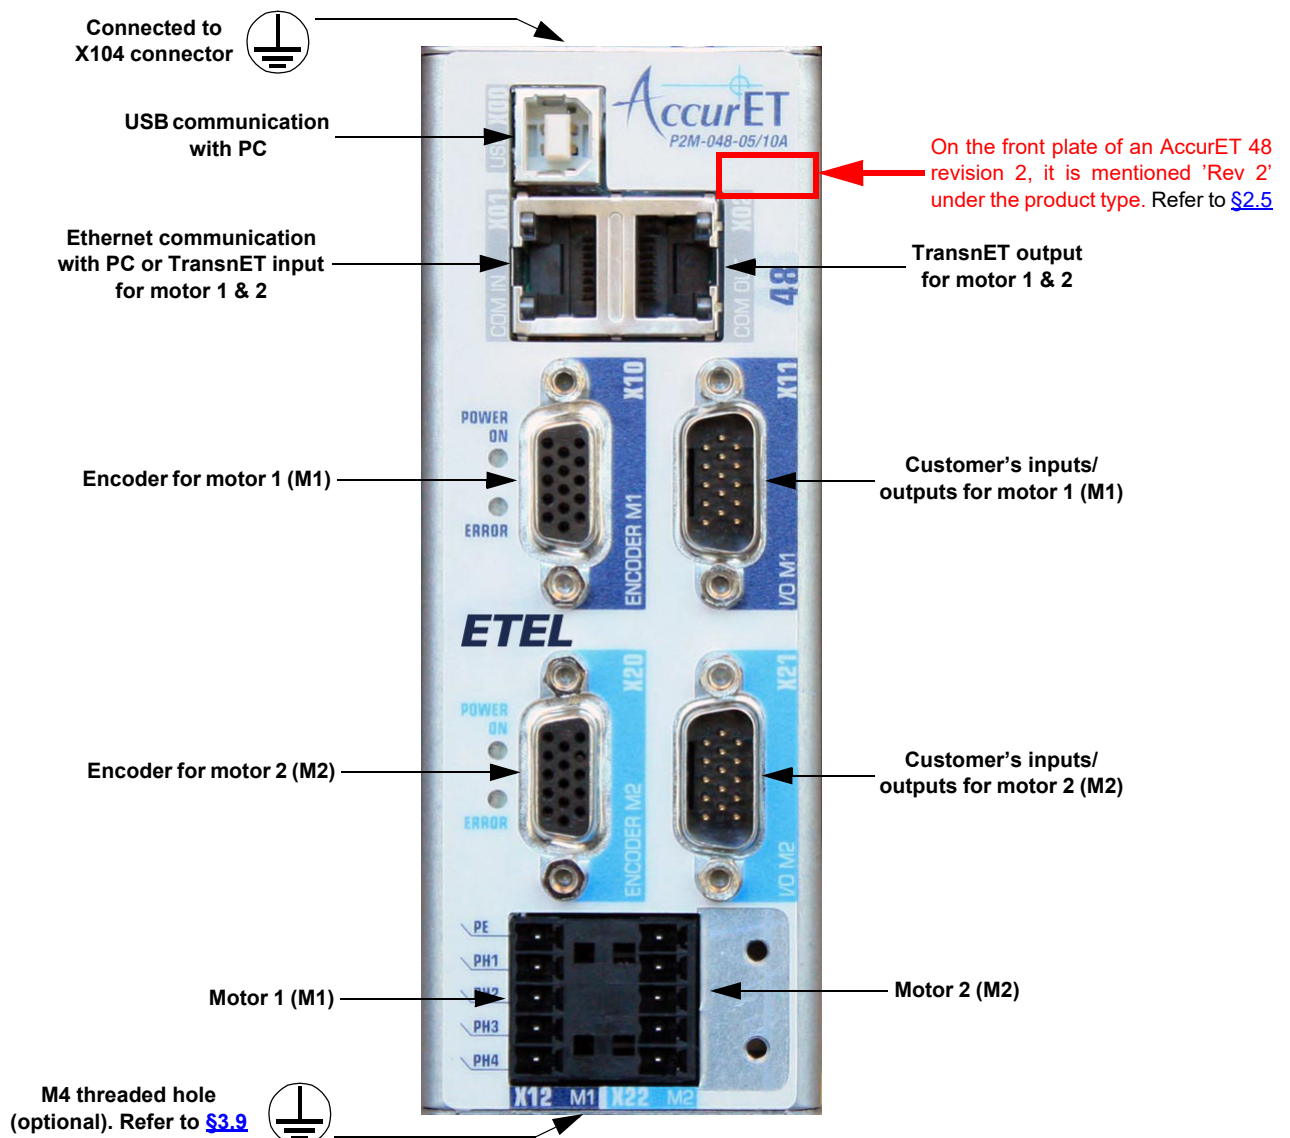 Connected to
X104 connector
USB communication
with PC
Ethernet communication
with PC or TransnET input
for motor 1 & 2
Encoder for motor 1 (M1)
Encoder for motor 2 (M2)
Motor 1 (M1)
M4 threaded hole
(optional). Refer to §3.9
AccurET
P2M-048-05/10A
USB X00
COM IN X01
COM OUT X02
48
POWER
ON
ERROR
ENCODER M1 X10
I/O M1 X11
ETEL
POWER
ON
ERROR
ENCODER M2 X20
I/O M2 X21
PE
PH1
PH2
PH3
PH4
X12 M1 X22 M2
On the front plate of an AccurET 48
revision 2, it is mentioned ’Rev 2’
under the product type. Refer to §2.5
TransnET output
for motor 1 & 2
Customer’s inputs/
outputs for motor 1 (M1)
Customer’s inputs/
outputs for motor 2 (M2)
Motor 2 (M2)